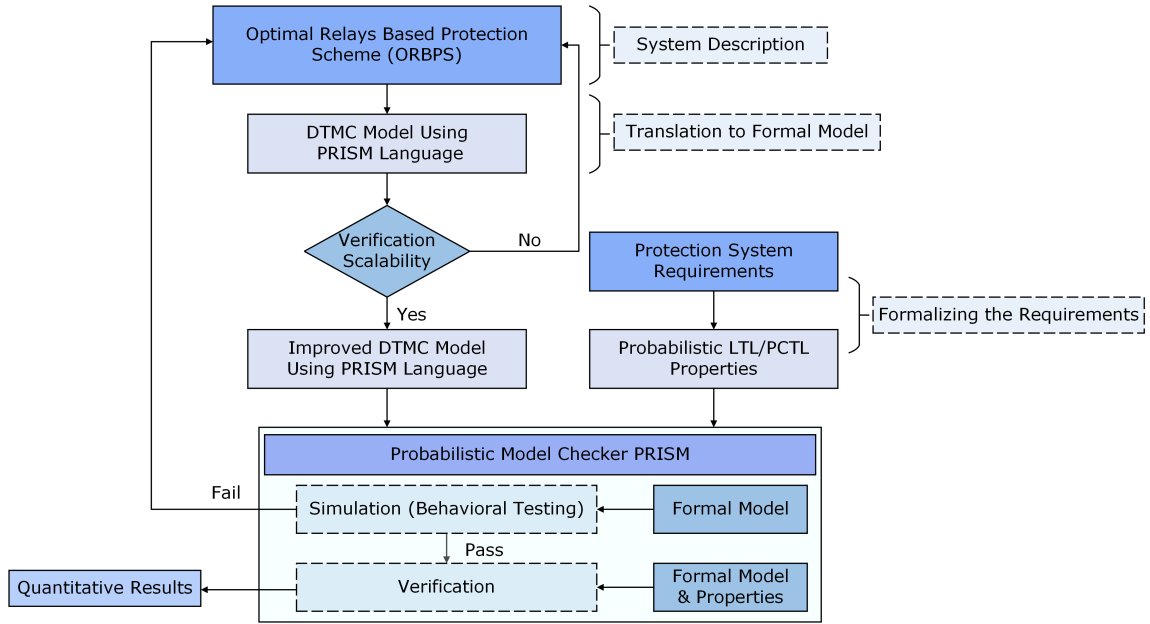 Optimal Relays Based Protection
Scheme (ORBPS)
System Description
DTMC Model Using
PRISM Language
Translation to Formal Model
Verification
Scalability
No
Yes
Protection System
Requirements
Formalizing the Requirements
Improved DTMC Model
Using PRISM Language
Probabilistic LTL/PCTL
Properties
Probabilistic Model Checker PRISM
Fail
Simulation (Behavioral Testing)
Formal Model
Pass
Quantitative Results
Verification
Formal Model
& Properties